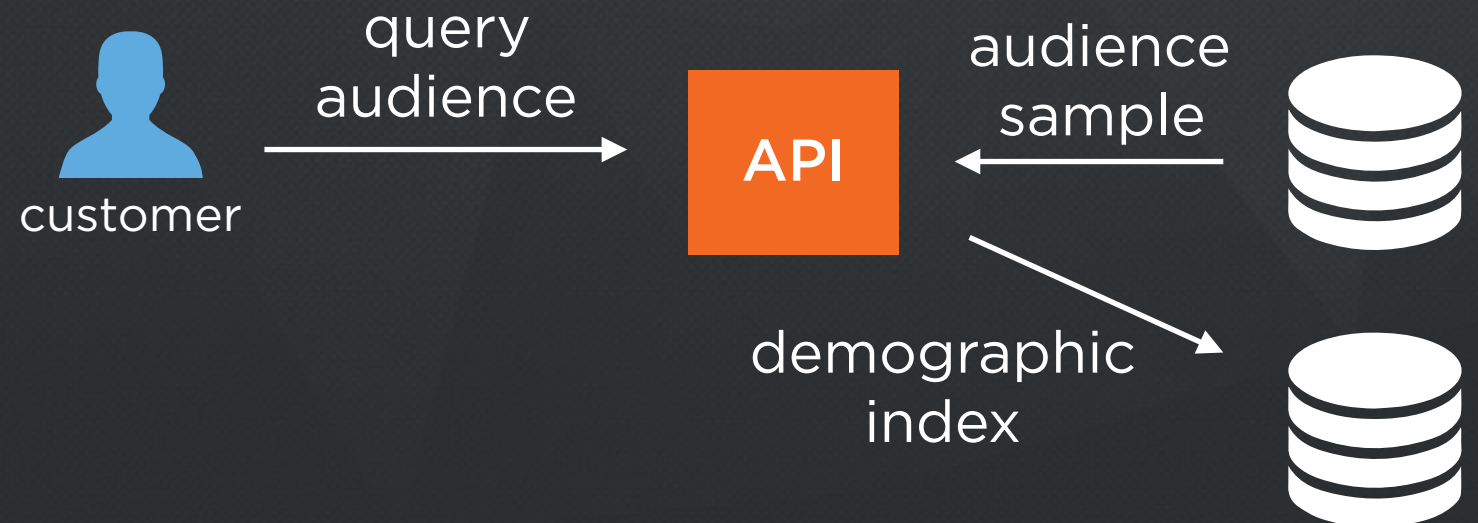 query
audience
customer
API
audience
sample
demographic
index